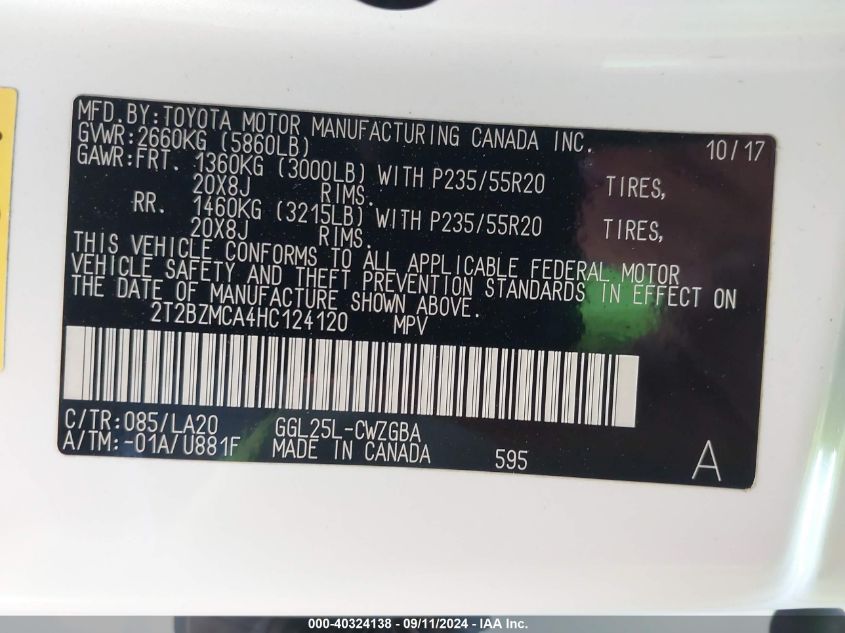 MFD.BY:TOYOTA MOTOR MANUFACTURING CANADA INC. 10/17
GVWR:2660KG (5860LB)
GAWR:FRT. 1360KG (3000LB) WITH P235/55R20 TIRES,
20X8J RIMS.
RR. 1460KG (3215LB) WITH P235/55R20 TIRES,
20X8J RIMS.
THIS VEHICLE CONFORMS TO ALL APPLICABLE FEDERAL MOTOR
VEHICLE SAFETY AND THEFT PREVENTION STANDARDS IN EFFECT ON
THE DATE OF MANUFACTURE SHOWN ABOVE.
2T2BZMCA4HC124120 MPV
C/TR:085/LA20 GGL25L-CWZGBA
A/TM:-01A/U881F MADE IN CANADA 595 A
000-40324138 - 09/11/2024 - IAA, Inc.